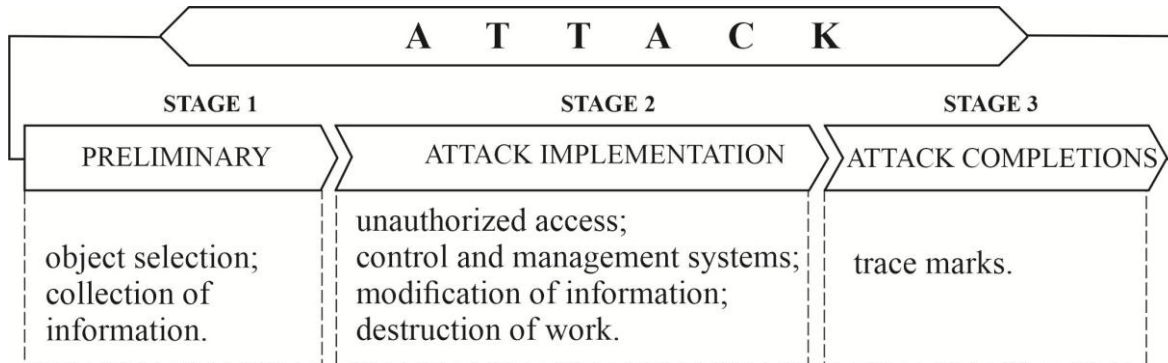 A T T A C K
STAGE 1
STAGE 2
STAGE 3
PRELIMINARY
ATTACK IMPLEMENTATION
ATTACK COMPLETIONS
object selection;
collection of
information.
unauthorized access;
control and management systems;
modification of information;
destruction of work.
trace marks.